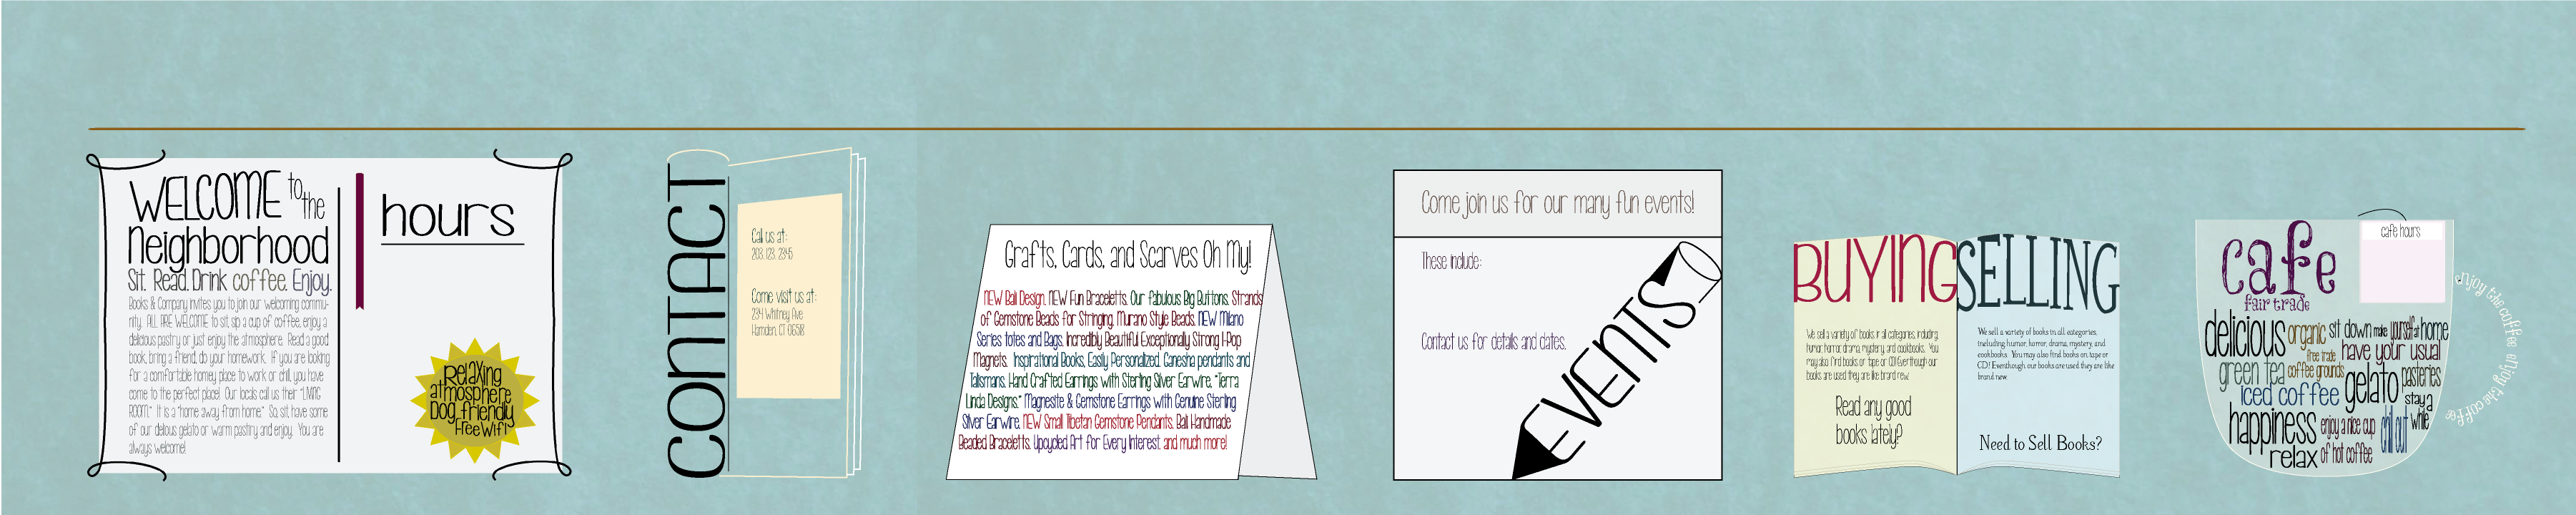 WELCOME to the
Neighborhood
Sit. Read. Drink coffee. Enjoy.
Books & Company invites you to join our welcoming commu-
nity. ALL ARE WELCOME to sit, sip a cup of coffee, enjoy a
delicious pastry or just enjoy the atmosphere. Read a good
book, bring a friend, do your homework. If you are looking
for a comfortable homey place to work or chill, you have
come to the perfect place! Our locals call us their "LIVING
ROOM." It is a "home away from home." So, sit, have some
of our delious gelato or warm pastry and enjoy. You are
always welcome!
hours
Relaxing
atmosphere
Dog friendly
Free Wifi
CONTACT
Call us at:
203. 123. 2345
Come visit us at:
234 Whitney Ave
Hamden, CT 06518
Grafts, Cards, and Scarves Oh My!
NEW Bali Design. NEW Fun Braceletts. Our fabulous Big Buttons. Strands
of Gemstone Beads for Stringing. Murano Style Beads. NEW Milano
Series totes and Bags. Incredibly Beautiful Exceptionally Strong I-Pop
Magnets. Inspirational Books, Easily Personalized. Ganesha pendants and
Talismans. Hand Crafted Earrings with Sterling Silver Earwire. "Terra
Linda Designs." Magnesite & Gemstone Earrings with Genuine Sterling
Silver Earwire. NEW Small Tibetan Gemstone Pendants. Bali Handmade
Beaded Braceletts. Upcycled Art for Every Interest and much more!
Come join us for our many fun events!
These include:
Contact us for details and dates.
EVENTS
BUYING
We sell a variety of books in all categories, including
humor, horror, drama, mystery, and cookbooks. You
may also find books on tape or CD! Eventhough our
books are used they are like brand new.
Read any good
books lately?
SELLING
We sell a variety of books in all categories,
including humor, horror, drama, mystery, and
cookbooks. You may also find books on tape or
CD! Eventhough our books are used they are like
brand new.
Need to Sell Books?
cafe
fair trade
cafe hours
delicious
organic
sit down
make yourself at home
free trade
have your usual
green tea
coffee grounds
gelato
pasteries
iced coffee
stay a
while
happiness
enjoy a nice cup
of hot coffee
chill out
relax
enjoy the coffee enjoy the coffee